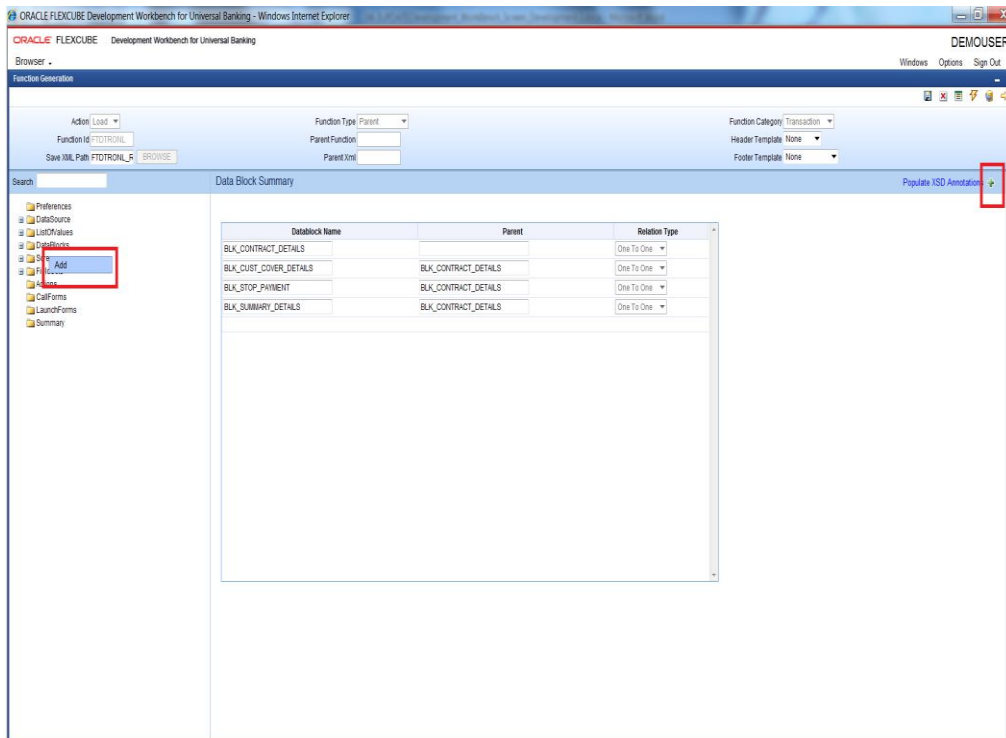 ORACLE FLEXCUBE Development Workbench for Universal Banking - Windows Internet Explorer
ORACLE FLEXCUBE Development Workbench for Universal Banking
DEMOUSER
Browser
Windows Options Sign Out
Function Generation
Action Load Function Type Parent Function Category Transaction
Function Id FTDTRONL Parent Function Header Template None
Save XML Path FTDTRONL_R BROWSE Parent Xml Footer Template None
Search Data Block Summary Populate XSD Annotations
Preferences
DataSource
ListOfValues
DataBlocks
Scre
Add
Actions
CallForms
LaunchForms
Summary
Datablock Name Parent Relation Type
BLK_CONTRACT_DETAILS One To One
BLK_CUST_COVER_DETAILS BLK_CONTRACT_DETAILS One To One
BLK_STOP_PAYMENT BLK_CONTRACT_DETAILS One To One
BLK_SUMMARY_DETAILS BLK_CONTRACT_DETAILS One To One